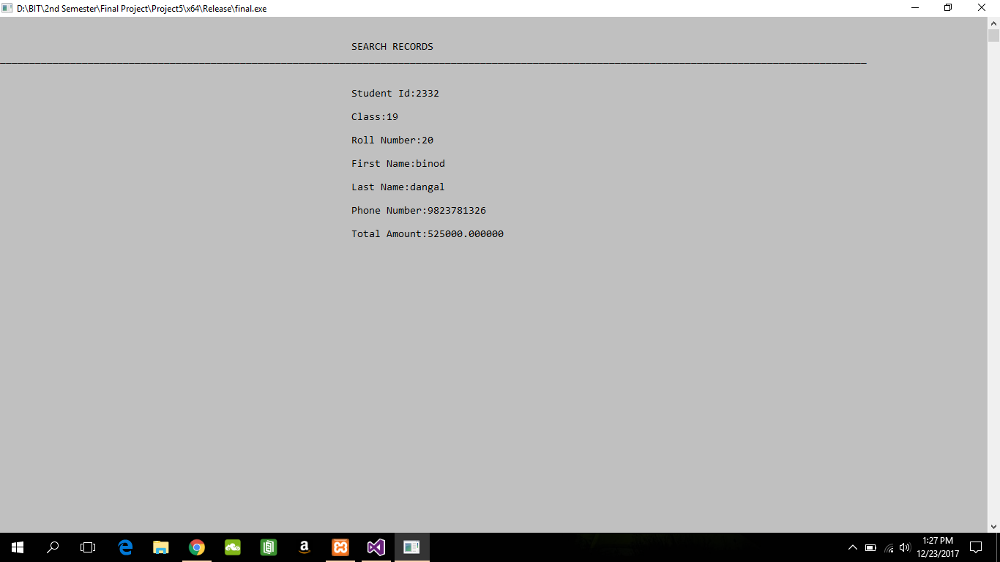 D:\BIT\2nd Semester\Final Project\Project5\x64\Release\final.exe
SEARCH RECORDS
Student Id:2332
Class:19
Roll Number:20
First Name:binod
Last Name:dangal
Phone Number:9823781326
Total Amount:525000.000000
1:27 PM
12/23/2017